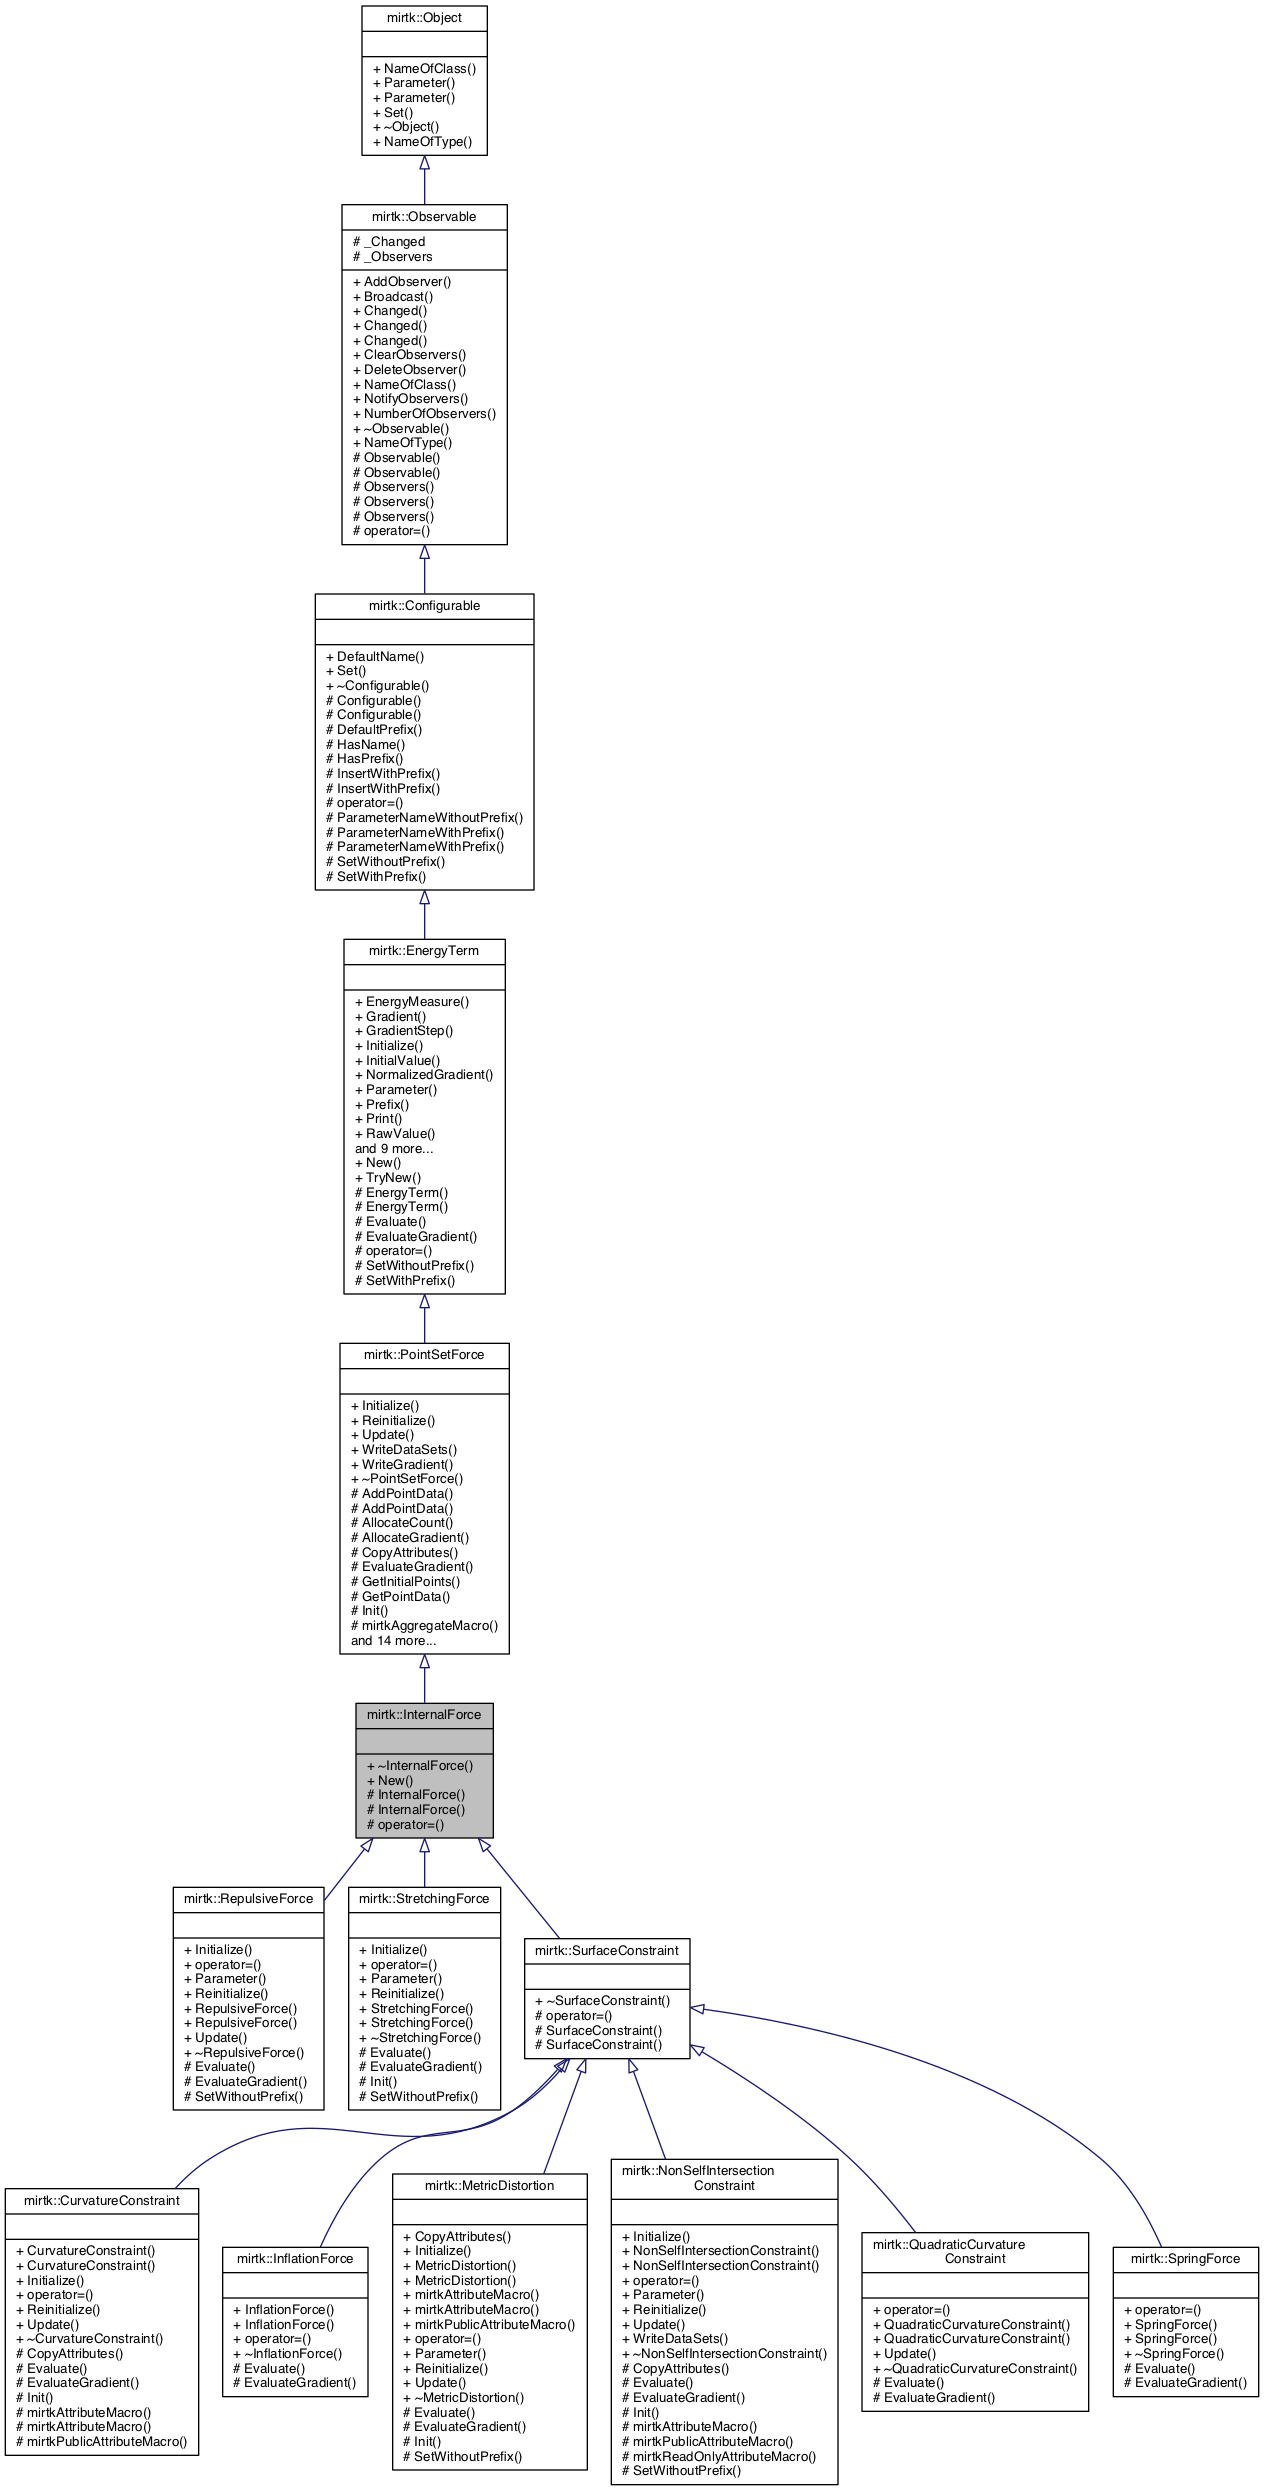 mirtk::Object
+ NameOfClass()
+ Parameter()
+ Parameter()
+ Set()
+ ~Object()
+ NameOfType()
mirtk::Observable
# _Changed
# _Observers
+ AddObserver()
+ Broadcast()
+ Changed()
+ Changed()
+ Changed()
+ ClearObservers()
+ DeleteObserver()
+ NameOfClass()
+ NotifyObservers()
+ NumberOfObservers()
+ ~Observable()
+ NameOfType()
# Observable()
# Observable()
# Observers()
# Observers()
# Observers()
# operator=()
mirtk::Configurable
+ DefaultName()
+ Set()
+ ~Configurable()
# Configurable()
# Configurable()
# DefaultPrefix()
# HasName()
# HasPrefix()
# InsertWithPrefix()
# InsertWithPrefix()
# operator=()
# ParameterNameWithoutPrefix()
# ParameterNameWithPrefix()
# ParameterNameWithPrefix()
# SetWithoutPrefix()
# SetWithPrefix()
mirtk::EnergyTerm
+ EnergyMeasure()
+ Gradient()
+ GradientStep()
+ Initialize()
+ InitialValue()
+ NormalizedGradient()
+ Parameter()
+ Prefix()
+ Print()
+ RawValue()
and 9 more...
+ New()
+ TryNew()
# EnergyTerm()
# EnergyTerm()
# Evaluate()
# EvaluateGradient()
# operator=()
# SetWithoutPrefix()
# SetWithPrefix()
mirtk::PointSetForce
+ Initialize()
+ Reinitialize()
+ Update()
+ WriteDataSets()
+ WriteGradient()
+ ~PointSetForce()
# AddPointData()
# AddPointData()
# AllocateCount()
# AllocateGradient()
# CopyAttributes()
# EvaluateGradient()
# GetInitialPoints()
# GetPointData()
# Init()
# mirtkAggregateMacro()
and 14 more...
mirtk::InternalForce
+ ~InternalForce()
+ New()
# InternalForce()
# InternalForce()
# operator=()
mirtk::RepulsiveForce
+ Initialize()
+ operator=()
+ Parameter()
+ Reinitialize()
+ RepulsiveForce()
+ RepulsiveForce()
+ Update()
+ ~RepulsiveForce()
# Evaluate()
# EvaluateGradient()
# SetWithoutPrefix()
mirtk::StretchingForce
+ Initialize()
+ operator=()
+ Parameter()
+ Reinitialize()
+ StretchingForce()
+ StretchingForce()
+ ~StretchingForce()
# Evaluate()
# EvaluateGradient()
# Init()
# SetWithoutPrefix()
mirtk::SurfaceConstraint
+ ~SurfaceConstraint()
# operator=()
# SurfaceConstraint()
# SurfaceConstraint()
mirtk::CurvatureConstraint
+ CurvatureConstraint()
+ CurvatureConstraint()
+ Initialize()
+ operator=()
+ Reinitialize()
+ Update()
+ ~CurvatureConstraint()
# CopyAttributes()
# Evaluate()
# EvaluateGradient()
# Init()
# mirtkAttributeMacro()
# mirtkAttributeMacro()
# mirtkPublicAttributeMacro()
mirtk::InflationForce
+ InflationForce()
+ InflationForce()
+ operator=()
+ ~InflationForce()
# Evaluate()
# EvaluateGradient()
mirtk::MetricDistortion
+ CopyAttributes()
+ Initialize()
+ MetricDistortion()
+ MetricDistortion()
+ mirtkAttributeMacro()
+ mirtkAttributeMacro()
+ mirtkPublicAttributeMacro()
+ operator=()
+ Parameter()
+ Reinitialize()
+ Update()
+ ~MetricDistortion()
# Evaluate()
# EvaluateGradient()
# Init()
# SetWithoutPrefix()
mirtk::NonSelfIntersection
Constraint
+ Initialize()
+ NonSelfIntersectionConstraint()
+ NonSelfIntersectionConstraint()
+ operator=()
+ Parameter()
+ Reinitialize()
+ Update()
+ WriteDataSets()
+ ~NonSelfIntersectionConstraint()
# CopyAttributes()
# Evaluate()
# EvaluateGradient()
# Init()
# mirtkAttributeMacro()
# mirtkPublicAttributeMacro()
# mirtkReadOnlyAttributeMacro()
# SetWithoutPrefix()
mirtk::QuadraticCurvature
Constraint
+ operator=()
+ QuadraticCurvatureConstraint()
+ QuadraticCurvatureConstraint()
+ Update()
+ ~QuadraticCurvatureConstraint()
# Evaluate()
# EvaluateGradient()
mirtk::SpringForce
+ operator=()
+ SpringForce()
+ SpringForce()
+ ~SpringForce()
# Evaluate()
# EvaluateGradient()